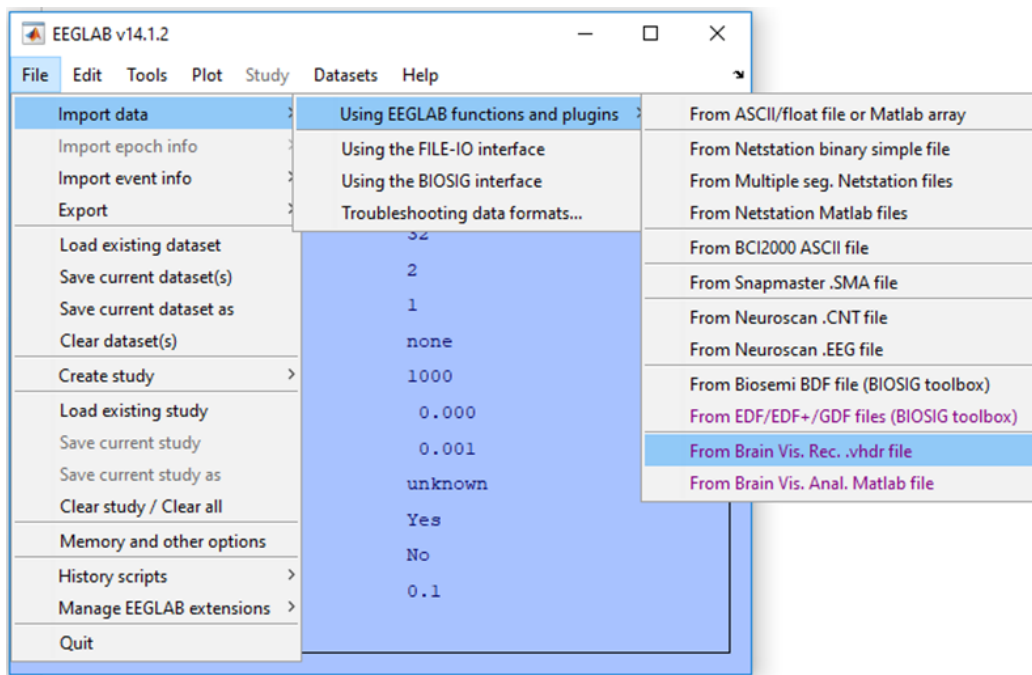 EEGLAB v14.1.2
File Edit Tools Plot Study Datasets Help
Import data
Import epoch info
Import event info
Export
Load existing dataset
Save current dataset(s)
Save current dataset as
Clear dataset(s)
Create study
Load existing study
Save current study
Save current study as
Clear study / Clear all
Memory and other options
History scripts
Manage EEGLAB extensions
Quit
Using EEGLAB functions and plugins
Using the FILE-IO interface
Using the BIOSIG interface
Troubleshooting data formats...
32
2
1
none
1000
0.000
0.001
unknown
Yes
No
0.1
From ASCII/float file or Matlab array
From Netstation binary simple file
From Multiple seg. Netstation files
From Netstation Matlab files
From BCI2000 ASCII file
From Snapmaster .SMA file
From Neuroscan .CNT file
From Neuroscan .EEG file
From Biosemi BDF file (BIOSIG toolbox)
From EDF/EDF+/GDF files (BIOSIG toolbox)
From Brain Vis. Rec. .vhdr file
From Brain Vis. Anal. Matlab file